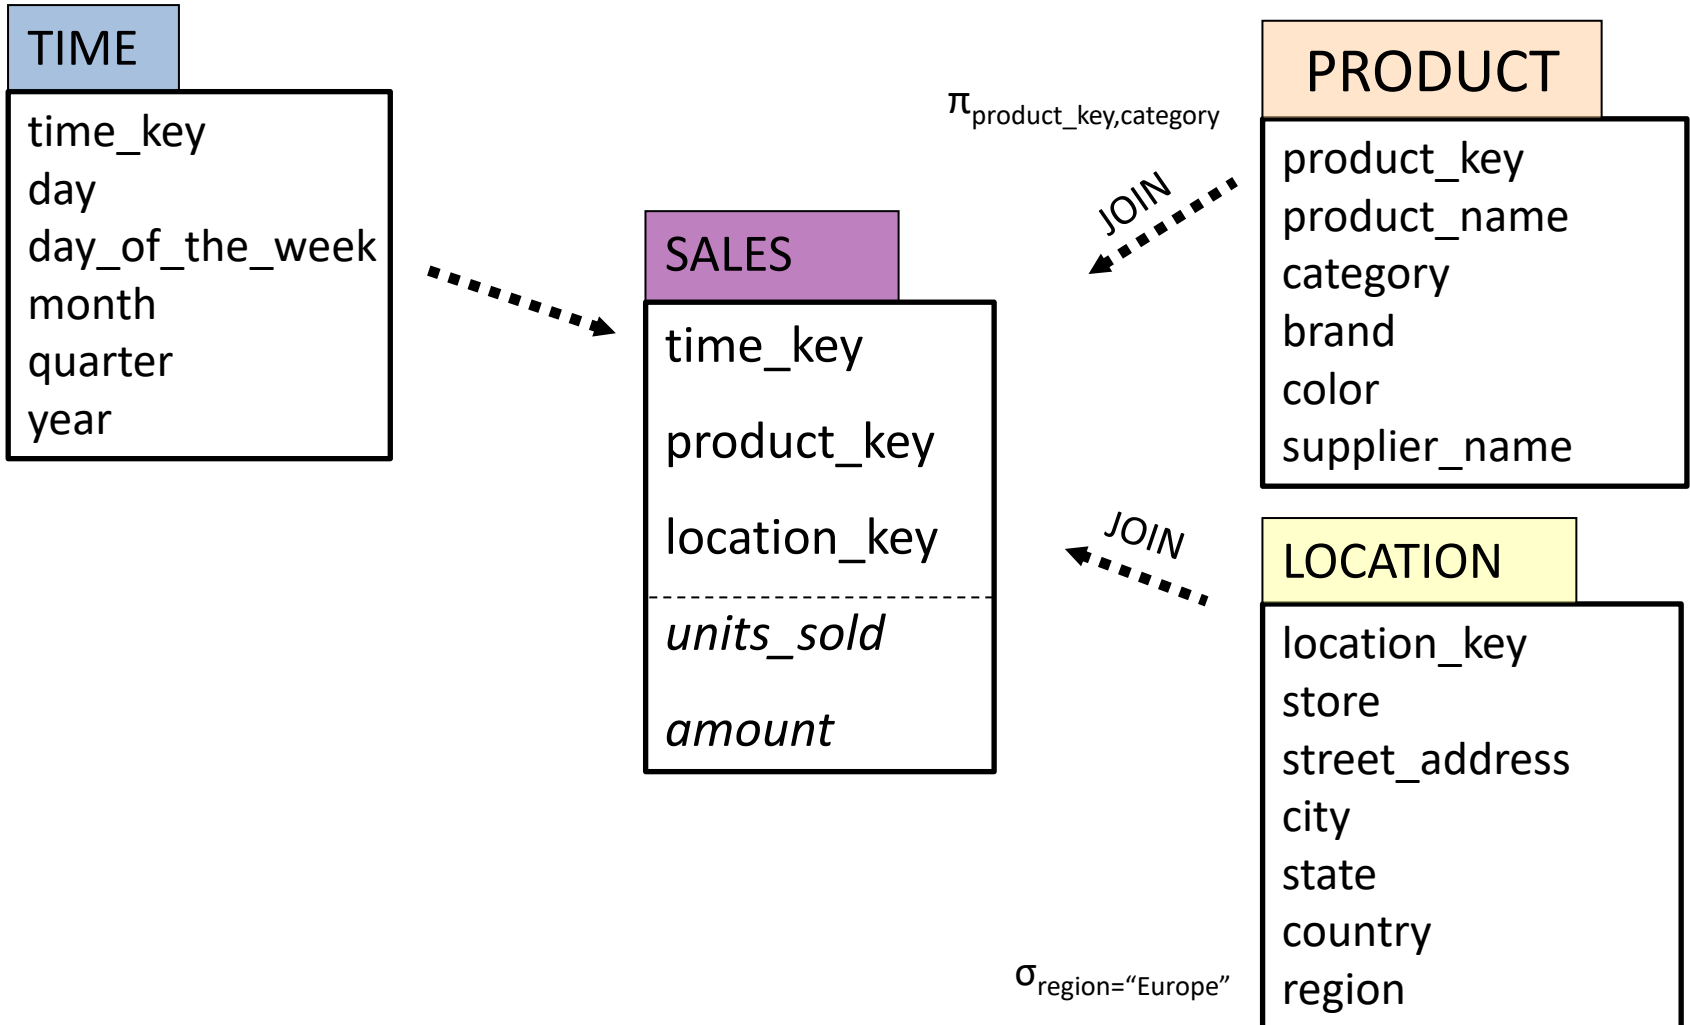 TIME
time_key
day
day_of_the_week
month
quarter
year
SALES
time_key
product_key
location_key
units_sold
amount
πproduct_key,category
JOIN
PRODUCT
product_key
product_name
category
brand
color
supplier_name
JOIN
LOCATION
location_key
store
street_address
city
state
country
region
σregion=“Europe”